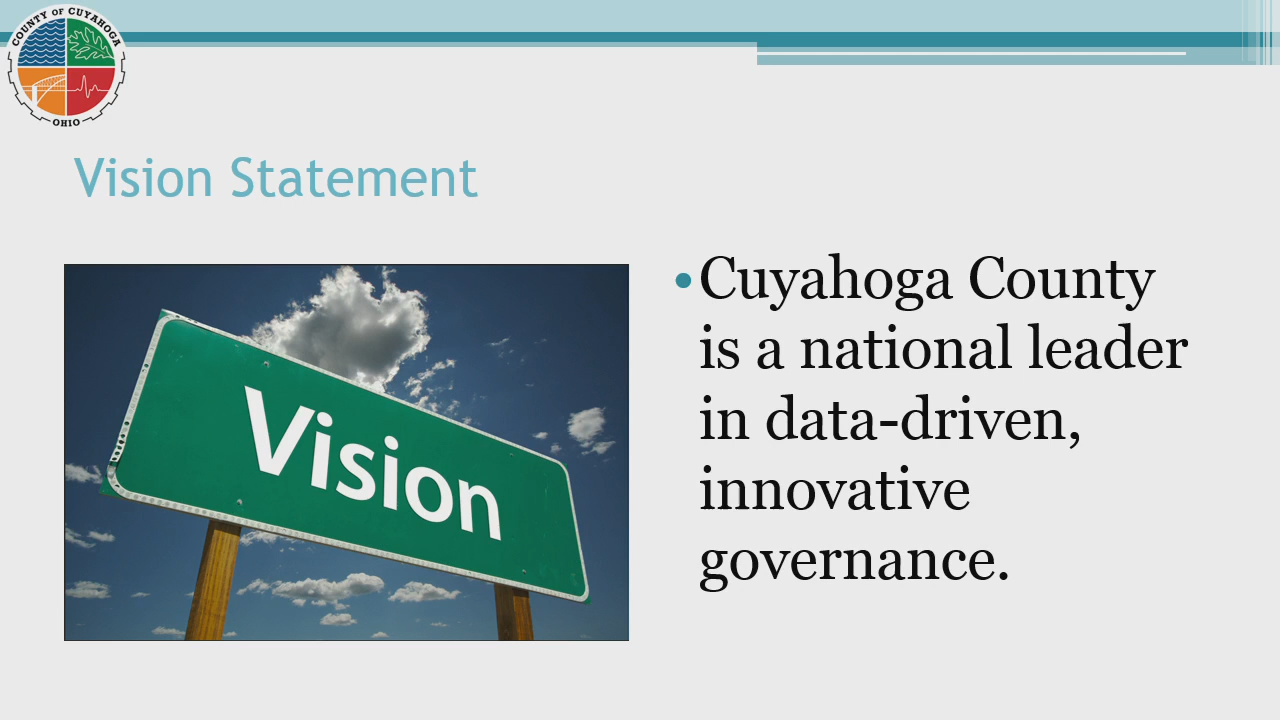 COUNTY OF CUYAHOGA
OHIO
Vision Statement
Vision
•Cuyahoga County
is a national leader
in data-driven,
innovative
governance.